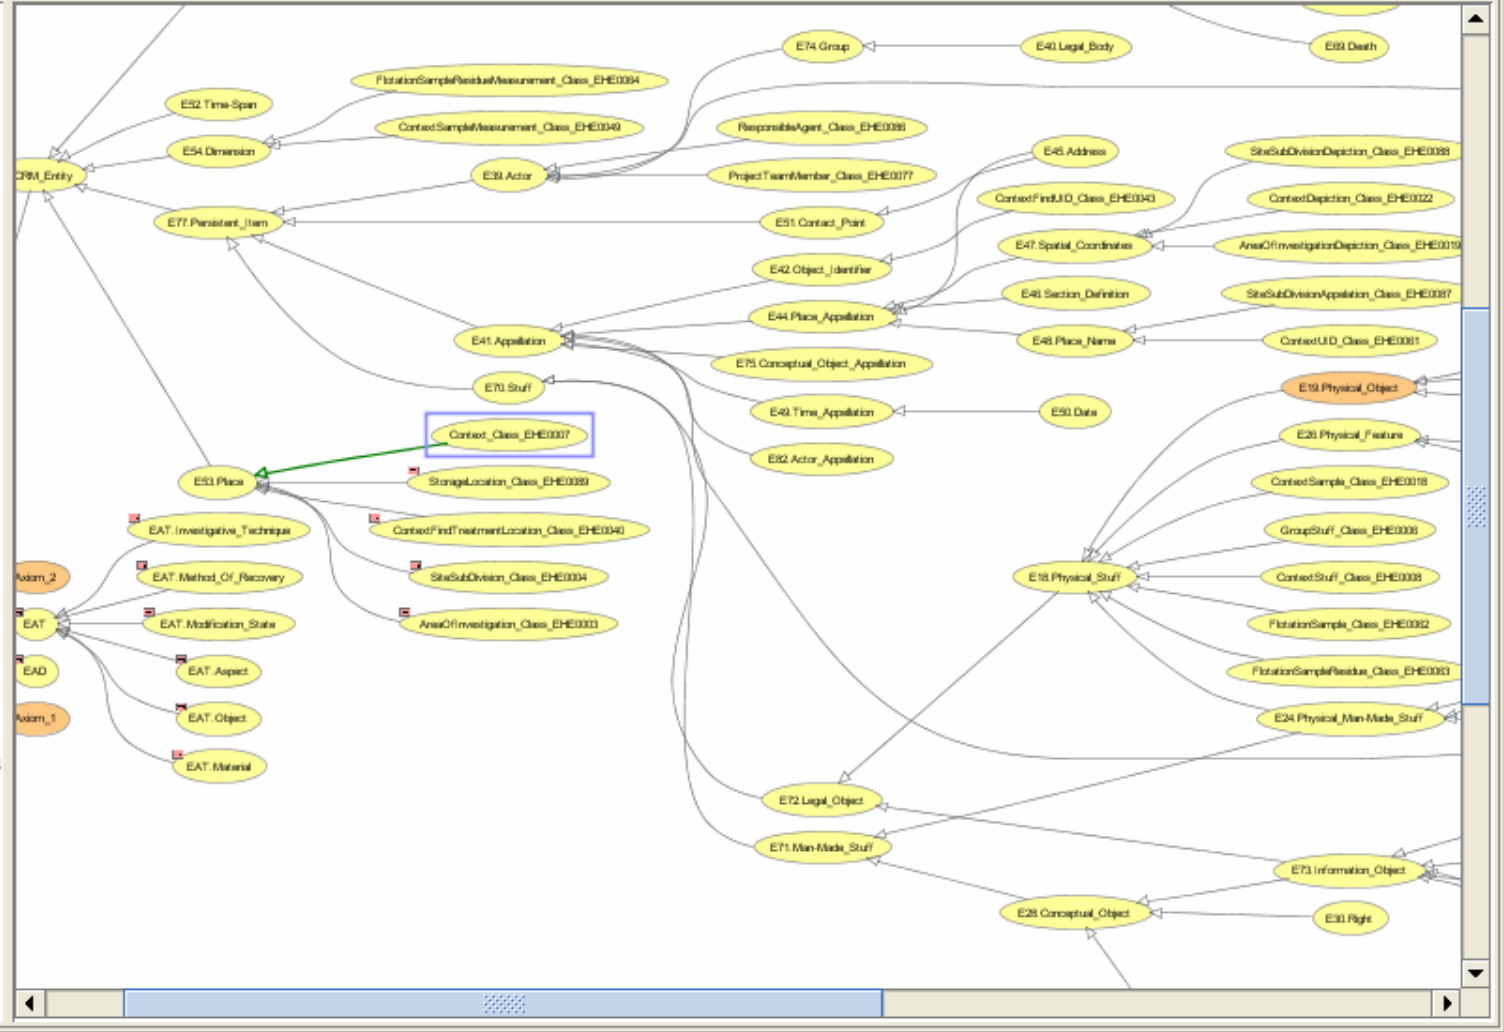 E74.Group
E40.Legal_Body
E69.Death
FlotationSampleResidueMeasurement_Class_EHE0064
E52.Time-Span
ContextSampleMeasurement_Class_EHE0049
ResponsibleAgent_Class_EHE0086
E54.Dimension
E45.Address
SiteSubDivisionDepiction_Class_EHE0088
CRM_Entity
E39.Actor
ProjectTeamMember_Class_EHE0077
ContextFindUID_Class_EHE0043
ContextDepiction_Class_EHE0022
E77.Persistent_Item
E51.Contact_Point
E47.Spatial_Coordinates
AreaOfInvestigationDepiction_Class_EHE0019
E42.Object_Identifier
E46.Section_Definition
SiteSubDivisionAppelation_Class_EHE0087
E44.Place_Appellation
E41.Appellation
E48.Place_Name
ContextUID_Class_EHE0061
E75.Conceptual_Object_Appellation
E70.Stuff
E19.Physical_Object
E49.Time_Appellation
E50.Date
Context_Class_EHE0007
E26.Physical_Feature
E82.Actor_Appellation
E53.Place
StorageLocation_Class_EHE0089
ContextSample_Class_EHE0018
EAT.Investigative_Technique
ContextFindTreatmentLocation_Class_EHE0040
GroupStuff_Class_EHE0006
Axiom_2
EAT.Method_Of_Recovery
SiteSubDivision_Class_EHE0004
E18.Physical_Stuff
ContextStuff_Class_EHE0008
EAT
EAT.Modification_State
AreaOfInvestigation_Class_EHE0003
FlotationSample_Class_EHE0062
EAD
EAT.Aspect
FlotationSampleResidue_Class_EHE0063
Axiom_1
EAT.Object
E24.Physical_Man-Made_Stuff
EAT.Material
E72.Legal_Object
E71.Man-Made_Stuff
E73.Information_Object
E28.Conceptual_Object
E30.Right